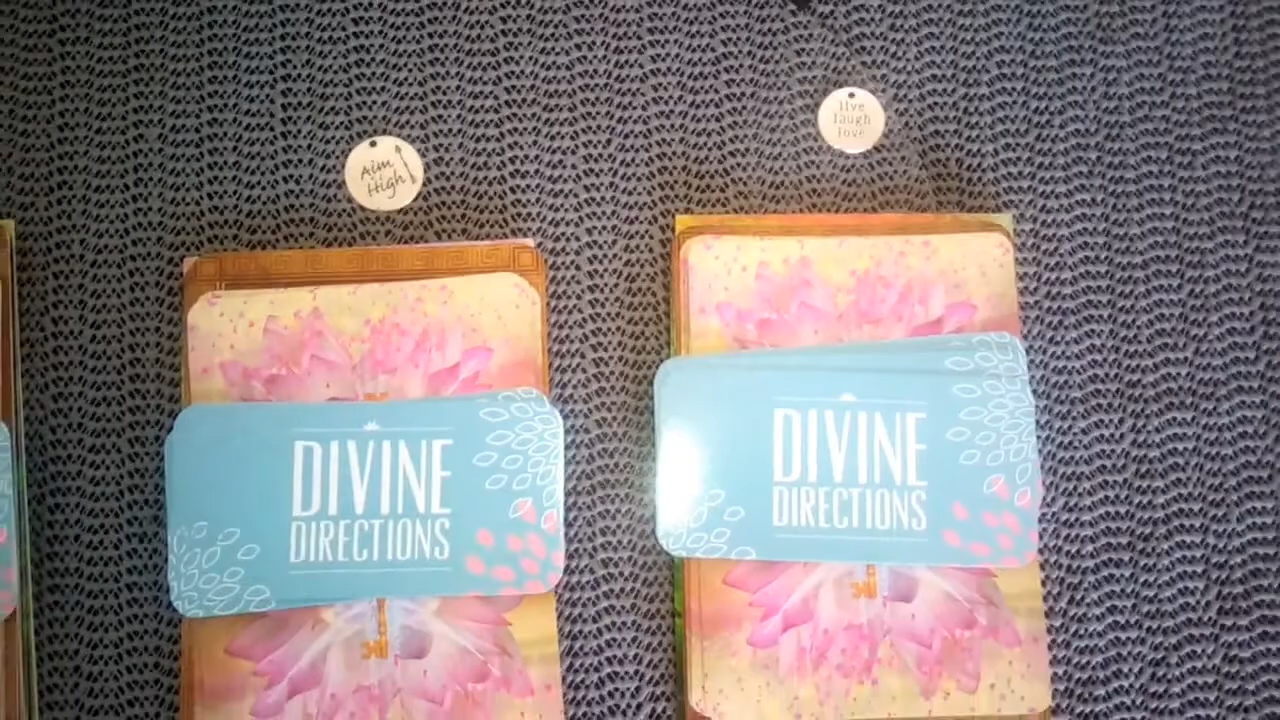 Aim
High
live
laugh
love
DIVINE
DIRECTIONS
DIVINE
DIRECTIONS